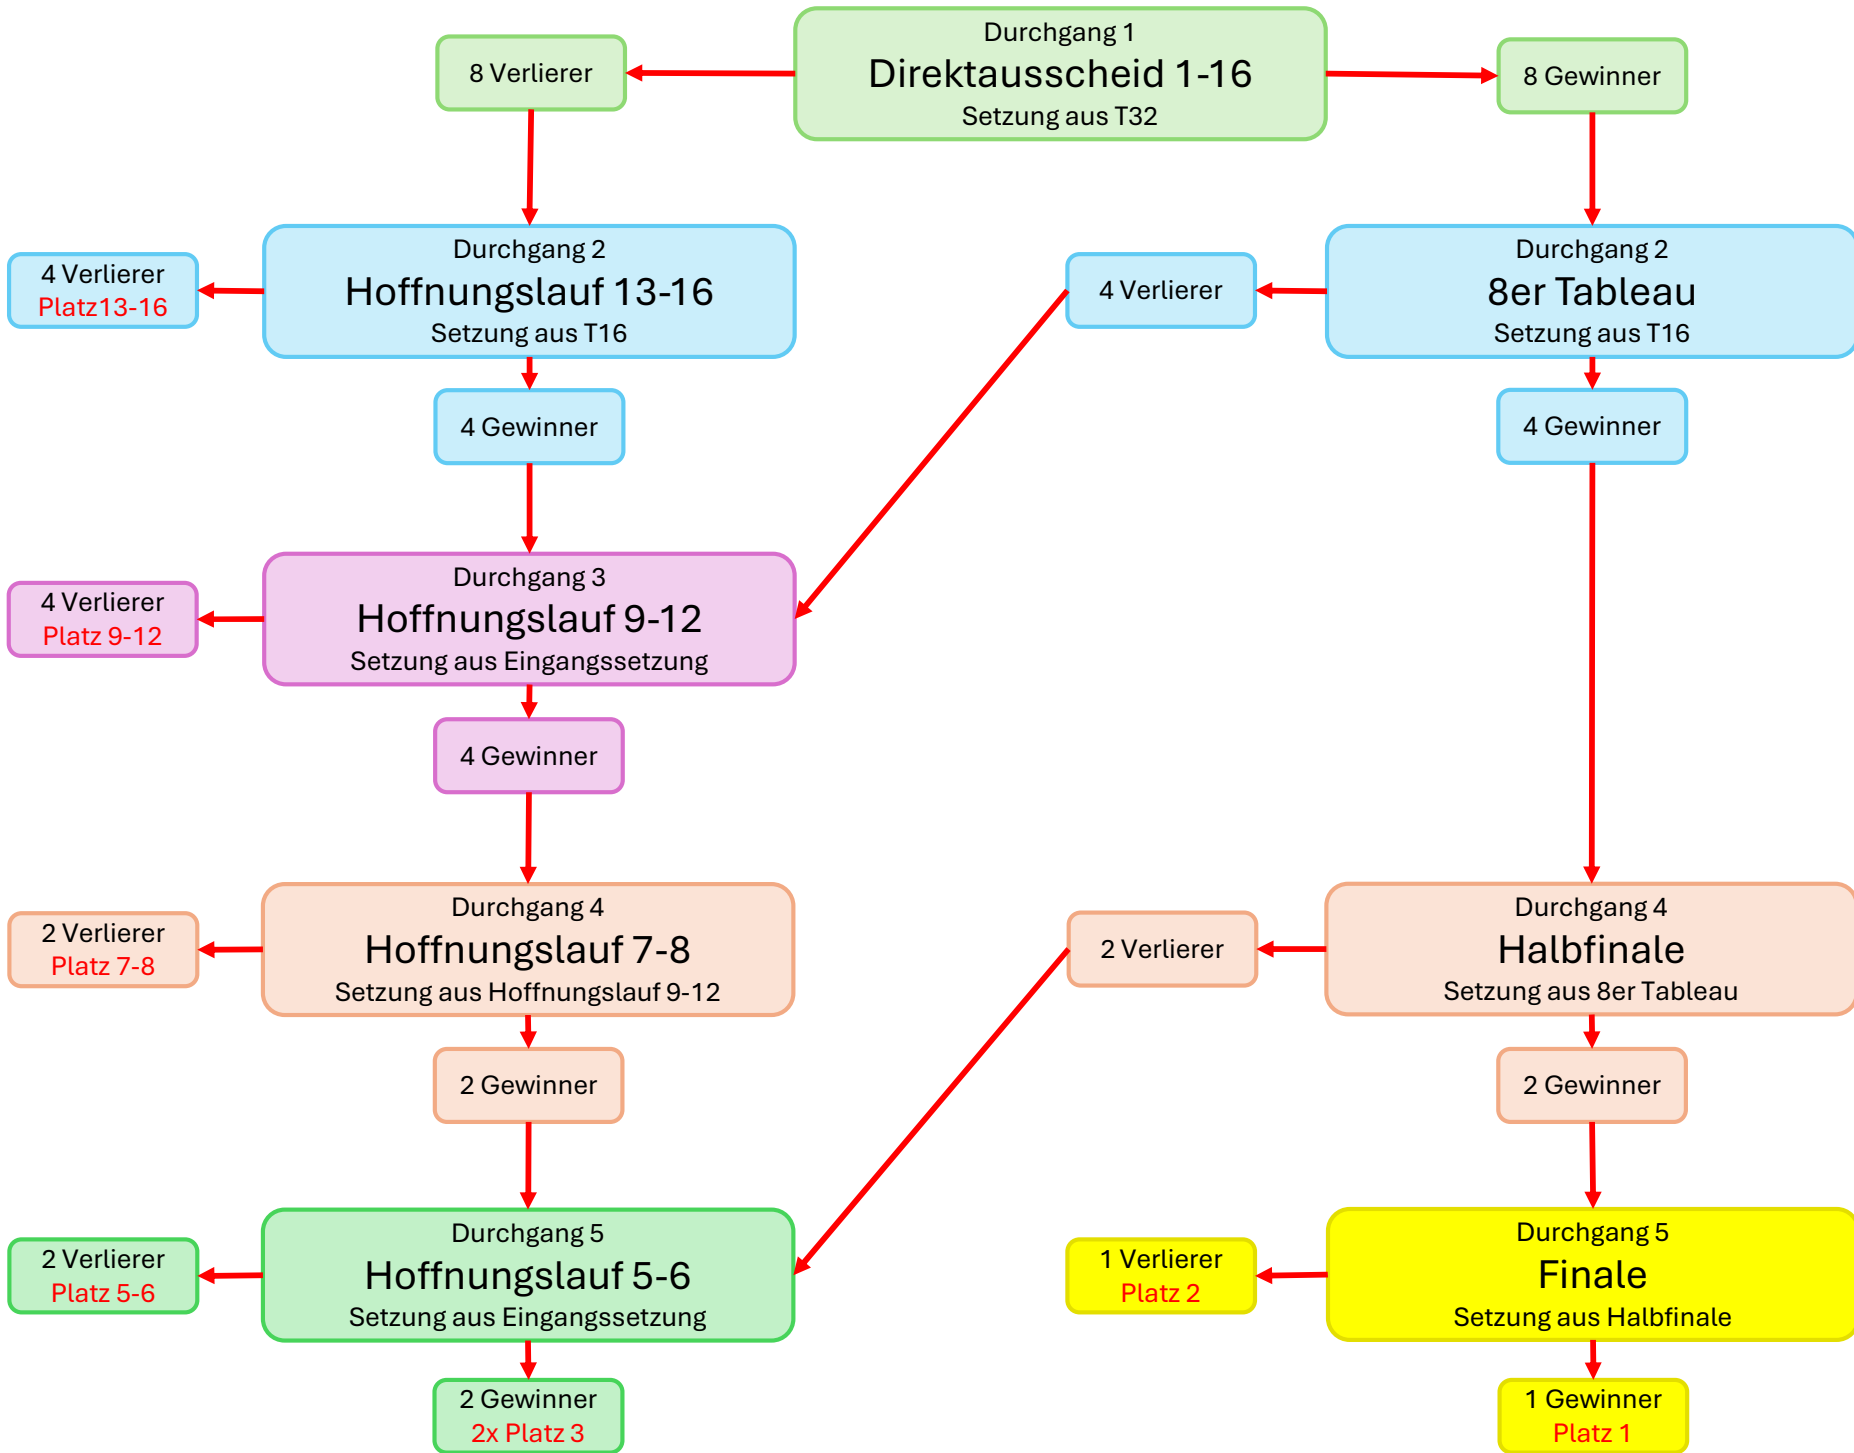 Durchgang 1
Direktausscheid 1-16
Setzung aus T32
8 Verlierer
8 Gewinner
Durchgang 2
Hoffnungslauf 13-16
Setzung aus T16
4 Verlierer
Platz13-16
4 Verlierer
Durchgang 2
8er Tableau
Setzung aus T16
4 Gewinner
4 Gewinner
Durchgang 3
Hoffnungslauf 9-12
Setzung aus Eingangssetzung
4 Verlierer
Platz 9-12
4 Gewinner
Durchgang 4
Hoffnungslauf 7-8
Setzung aus Hoffnungslauf 9-12
2 Verlierer
Platz 7-8
2 Verlierer
Durchgang 4
Halbfinale
Setzung aus 8er Tableau
2 Gewinner
2 Gewinner
Durchgang 5
Hoffnungslauf 5-6
Setzung aus Eingangssetzung
2 Verlierer
Platz 5-6
1 Verlierer
Platz 2
Durchgang 5
Finale
Setzung aus Halbfinale
2 Gewinner
2x Platz 3
1 Gewinner
Platz 1